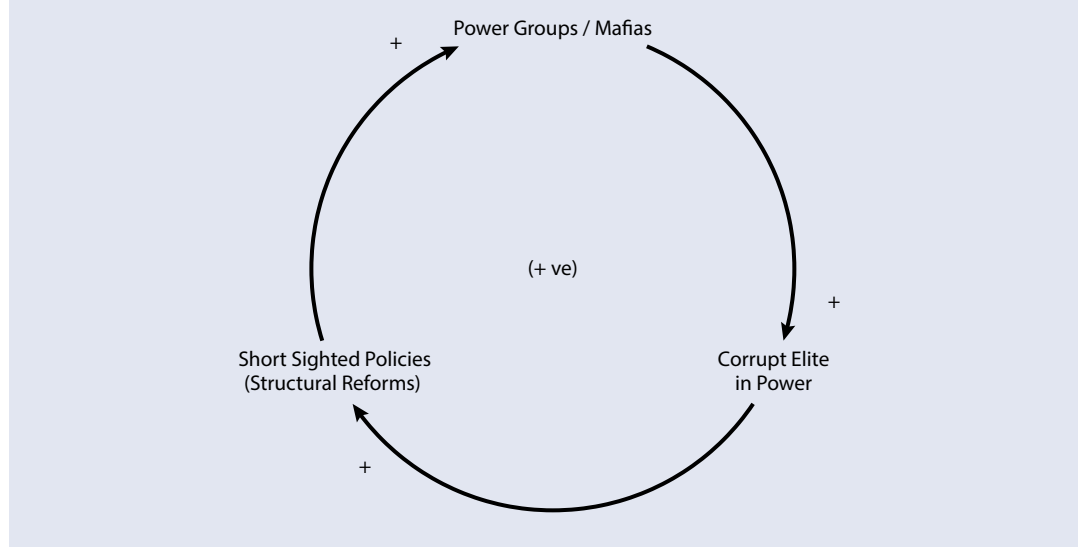 Power Groups / Mafias
+
(+ ve)
+
Short Sighted Policies
(Structural Reforms)
Corrupt Elite
in Power
+